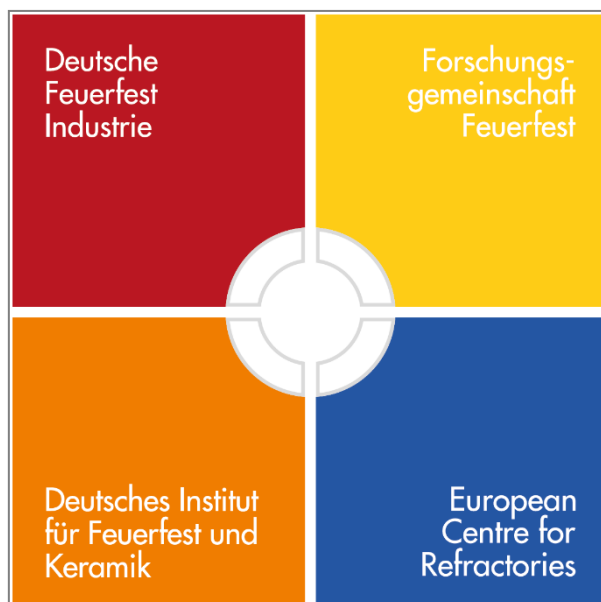 Deutsche
Feuerfest
Industrie
Forschungs-
gemeinschaft
Feuerfest
Deutsches Institut
für Feuerfest und
Keramik
European
Centre for
Refractories